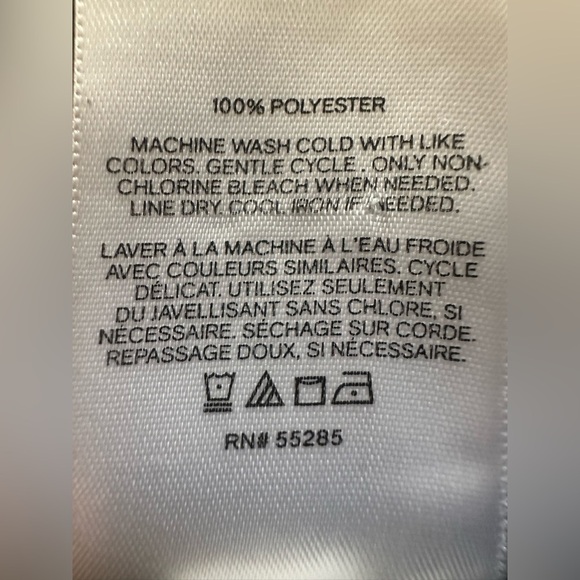 100% POLYESTER
MACHINE WASH COLD WITH LIKE
COLORS. GENTLE CYCLE . ONLY NON-
CHLORINE BLEACH WHEN NEEDED.
LINE DRY. COOL IRON IF NEEDED.
LAVER À LA MACHINE À L'EAU FROIDE
AVEC COULEURS SIMILAIRES. CYCLE
DÉLICAT. UTILISEZ SEULEMENT
DU JAVELLISANT SANS CHLORE, SI
NÉCESSAIRE. SÉCHAGE SUR CORDE.
REPASSAGE DOUX, SI NÉCESSAIRE.
RN# 55285